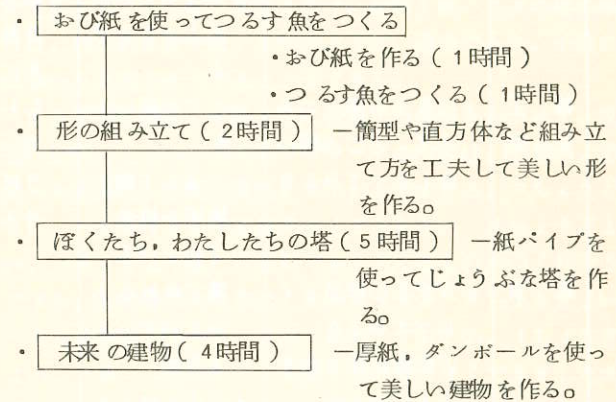 ・おび紙を使ってつるす魚をつくる
・おび紙を作る（1時間）
・つるす魚をつくる（1時間）
・形の組み立て（2時間）　―筒型や直方体など組み立
て方を工夫して美しい形
を作る。
・ぼくたち，わたしたちの塔（5時間）　―紙パイプを
使ってじょうぶな塔を作
る。
・未来の建物（4時間）　―厚紙，ダンボールを使っ
て美しい建物を作る。